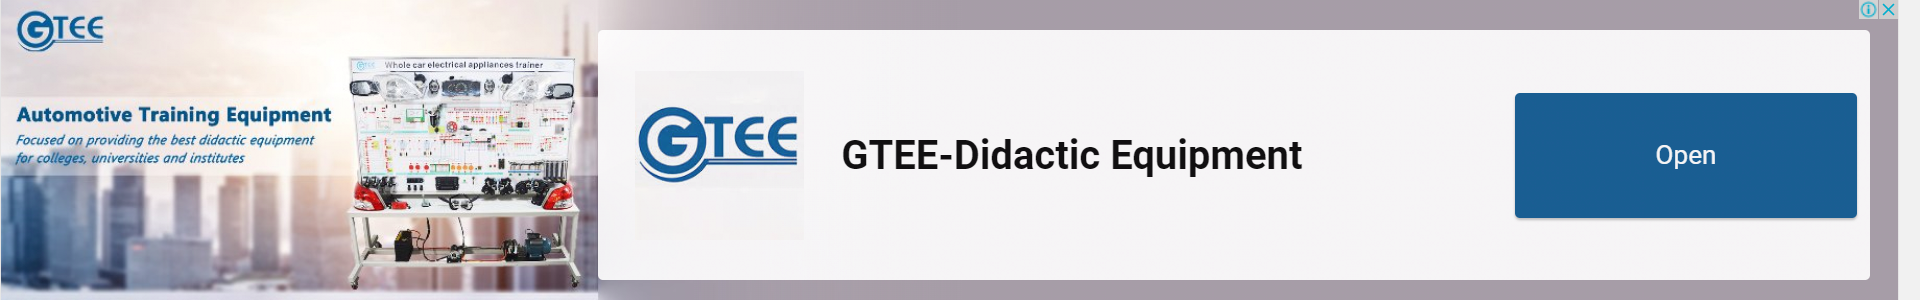 GTEE
GTEE Whole car electrical appliances trainer
Automotive Training Equipment
Focused on providing the best didactic equipment
for colleges, universities and institutes
GTEE
GTEE-Didactic Equipment
Open